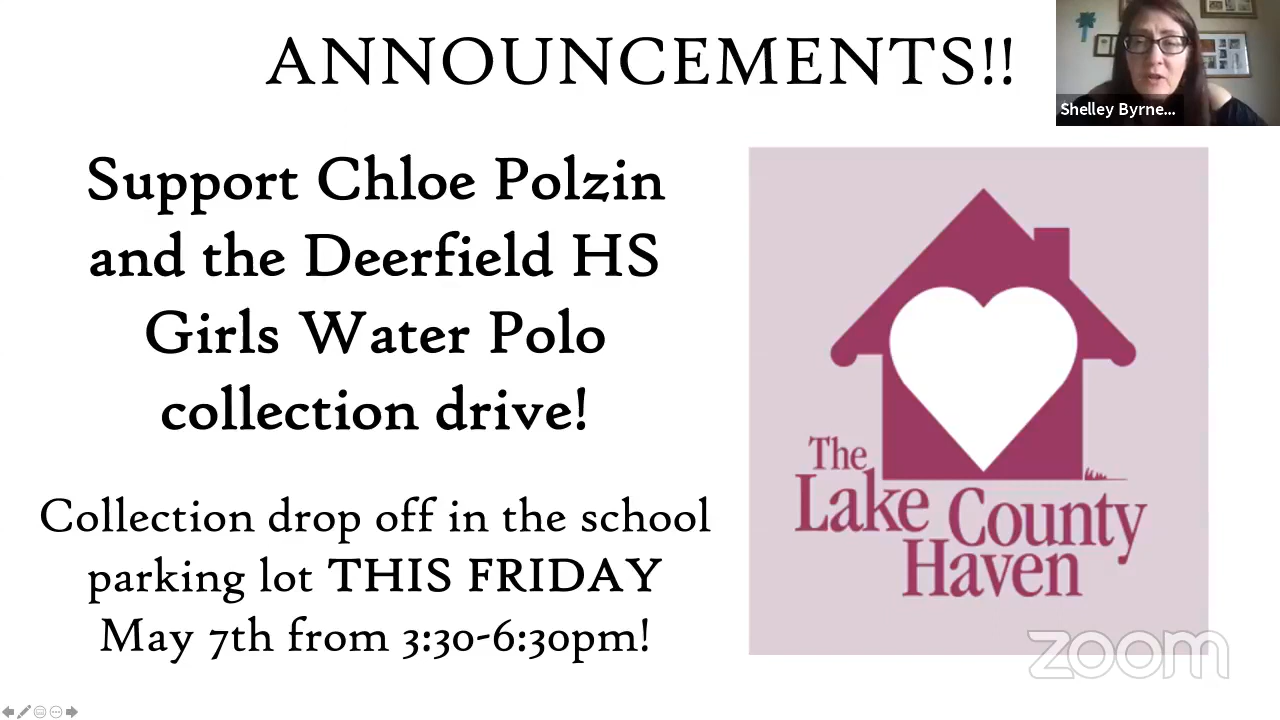 ANNOUNCEMENTS!!
Shelley Byrne...
Support Chloe Polzin
and the Deerfield HS
Girls Water Polo
collection drive!
Collection drop off in the school
parking lot THIS FRIDAY
May 7th from 3:30-6:30pm!
The
Lake County
Haven
zoom